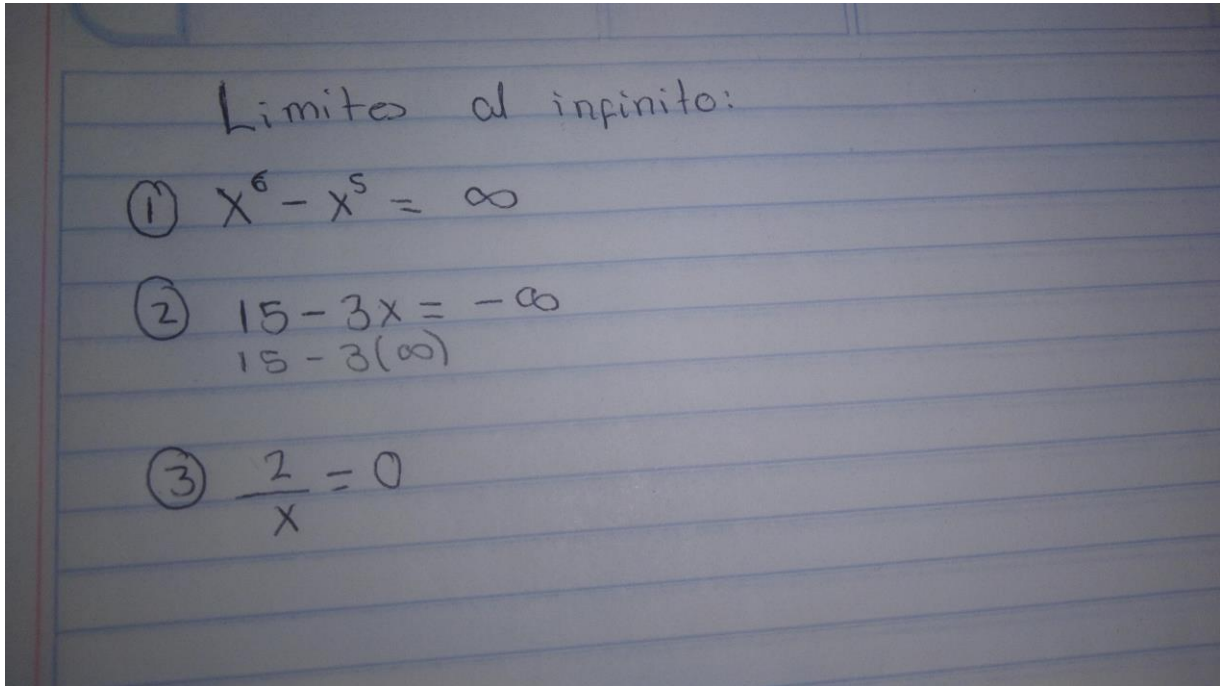 Limites al infinito:
① x⁶ - x⁵ = ∞
② 15 - 3x = -∞
15 - 3(∞)
③ 2/x = 0